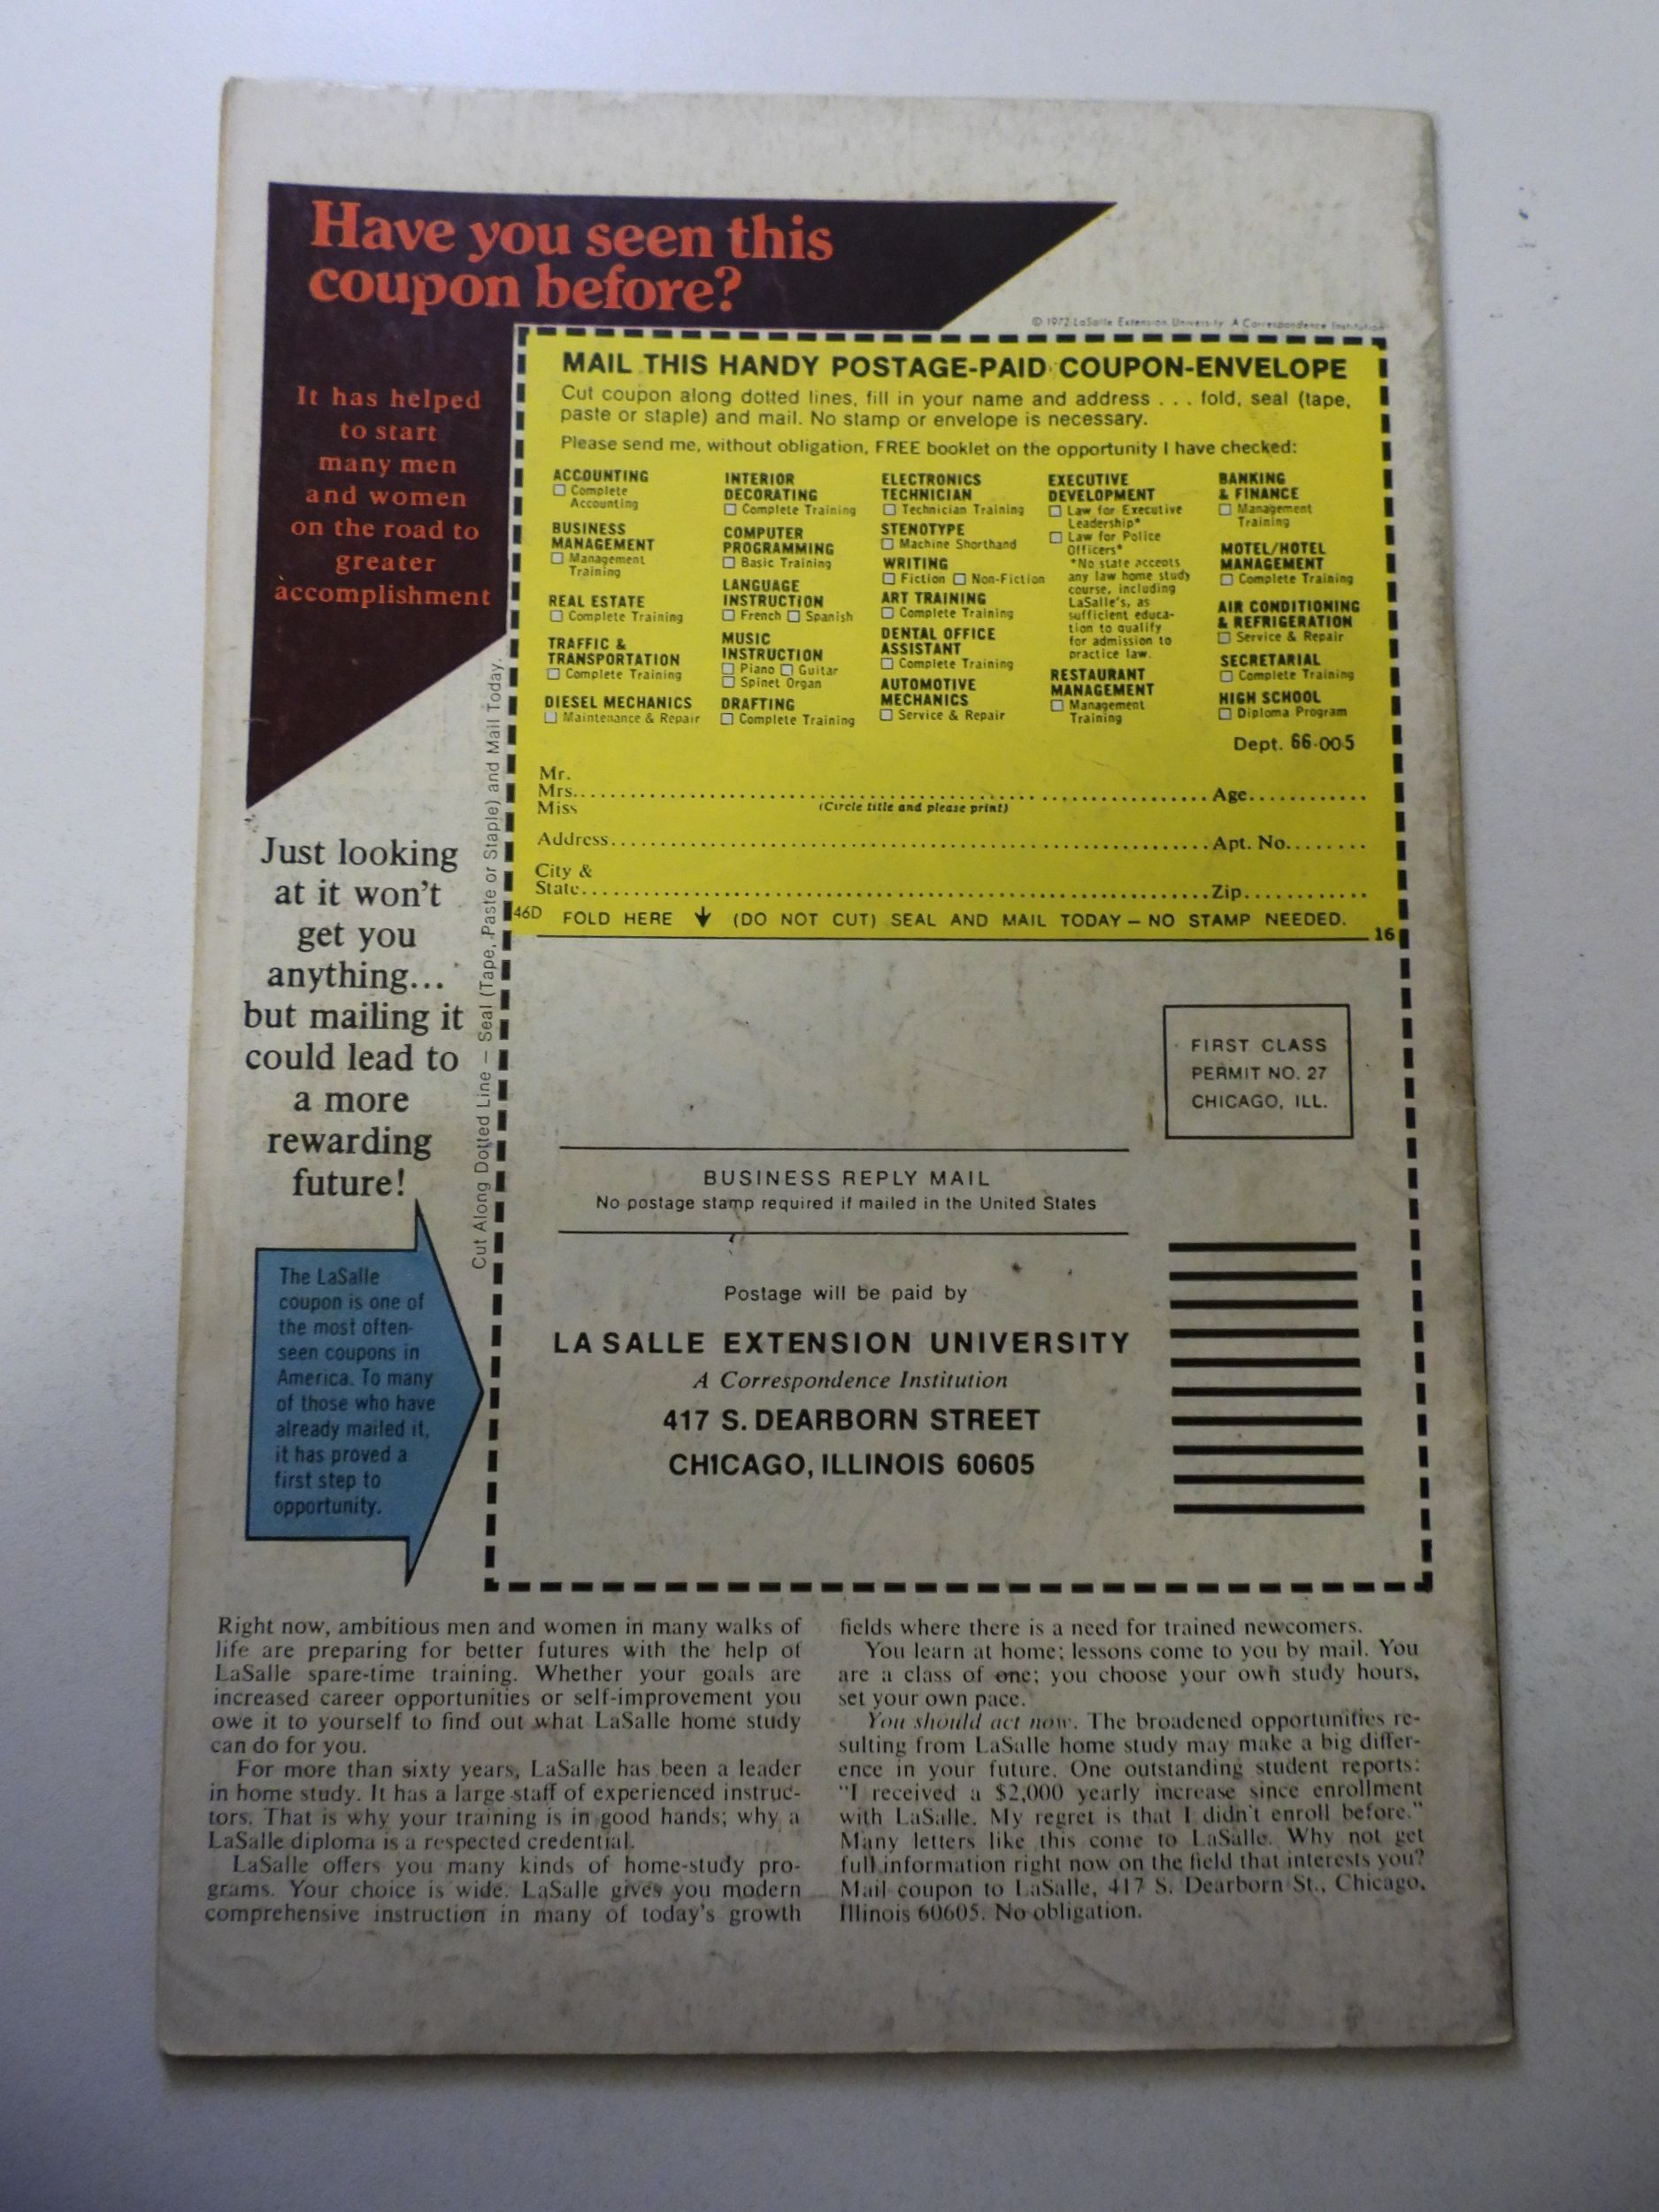 Have you seen this
coupon before?
It has helped
to start
many men
and women
on the road to
greater
accomplishment
© 1972 LaSalle Extension University A Correspondence Institution
MAIL THIS HANDY POSTAGE-PAID COUPON-ENVELOPE
Cut coupon along dotted lines, fill in your name and address . . . fold, seal (tape,
paste or staple) and mail. No stamp or envelope is necessary.
Please send me, without obligation, FREE booklet on the opportunity I have checked:
ACCOUNTING
☐ Complete
Accounting
BUSINESS
MANAGEMENT
☐ Management
Training
REAL ESTATE
☐ Complete Training
TRAFFIC &
TRANSPORTATION
☐ Complete Training
DIESEL MECHANICS
☐ Maintenance & Repair
INTERIOR
DECORATING
☐ Complete Training
COMPUTER
PROGRAMMING
☐ Basic Training
LANGUAGE
INSTRUCTION
☐ French ☐ Spanish
MUSIC
INSTRUCTION
☐ Piano ☐ Guitar
☐ Spinet Organ
DRAFTING
☐ Complete Training
ELECTRONICS
TECHNICIAN
☐ Technician Training
STENOTYPE
☐ Machine Shorthand
WRITING
☐ Fiction ☐ Non-Fiction
ART TRAINING
☐ Complete Training
DENTAL OFFICE
ASSISTANT
☐ Complete Training
AUTOMOTIVE
MECHANICS
☐ Service & Repair
EXECUTIVE
DEVELOPMENT
☐ Law for Executive
Leadership*
☐ Law for Police
Officers*
*No state accepts
any law home study
course, including
LaSalle's, as
sufficient educa-
tion to qualify
for admission to
practice law.
RESTAURANT
MANAGEMENT
☐ Management
Training
BANKING
& FINANCE
☐ Management
Training
MOTEL/HOTEL
MANAGEMENT
☐ Complete Training
AIR CONDITIONING
& REFRIGERATION
☐ Service & Repair
SECRETARIAL
☐ Complete Training
HIGH SCHOOL
☐ Diploma Program
Dept. 66-005
Mr.
Mrs. Age
Miss (Circle title and please print)
Address Apt. No.
City &
State Zip
46D FOLD HERE ↓ (DO NOT CUT) SEAL AND MAIL TODAY – NO STAMP NEEDED.
16
Cut Along Dotted Line – Seal (Tape, Paste or Staple) and Mail Today.
Just looking
at it won't
get you
anything...
but mailing it
could lead to
a more
rewarding
future!
The LaSalle
coupon is one of
the most often-
seen coupons in
America. To many
of those who have
already mailed it,
it has proved a
first step to
opportunity.
FIRST CLASS
PERMIT NO. 27
CHICAGO, ILL.
BUSINESS REPLY MAIL
No postage stamp required if mailed in the United States
Postage will be paid by
LA SALLE EXTENSION UNIVERSITY
A Correspondence Institution
417 S. DEARBORN STREET
CHICAGO, ILLINOIS 60605
Right now, ambitious men and women in many walks of
life are preparing for better futures with the help of
LaSalle spare-time training. Whether your goals are
increased career opportunities or self-improvement you
owe it to yourself to find out what LaSalle home study
can do for you.
For more than sixty years, LaSalle has been a leader
in home study. It has a large staff of experienced instruc-
tors. That is why your training is in good hands; why a
LaSalle diploma is a respected credential.
LaSalle offers you many kinds of home-study pro-
grams. Your choice is wide. LaSalle gives you modern
comprehensive instruction in many of today's growth
fields where there is a need for trained newcomers.
You learn at home; lessons come to you by mail. You
are a class of one; you choose your own study hours,
set your own pace.
You should act now. The broadened opportunities re-
sulting from LaSalle home study may make a big differ-
ence in your future. One outstanding student reports:
"I received a $2,000 yearly increase since enrollment
with LaSalle. My regret is that I didn't enroll before."
Many letters like this come to LaSalle. Why not get
full information right now on the field that interests you?
Mail coupon to LaSalle, 417 S. Dearborn St., Chicago,
Illinois 60605. No obligation.